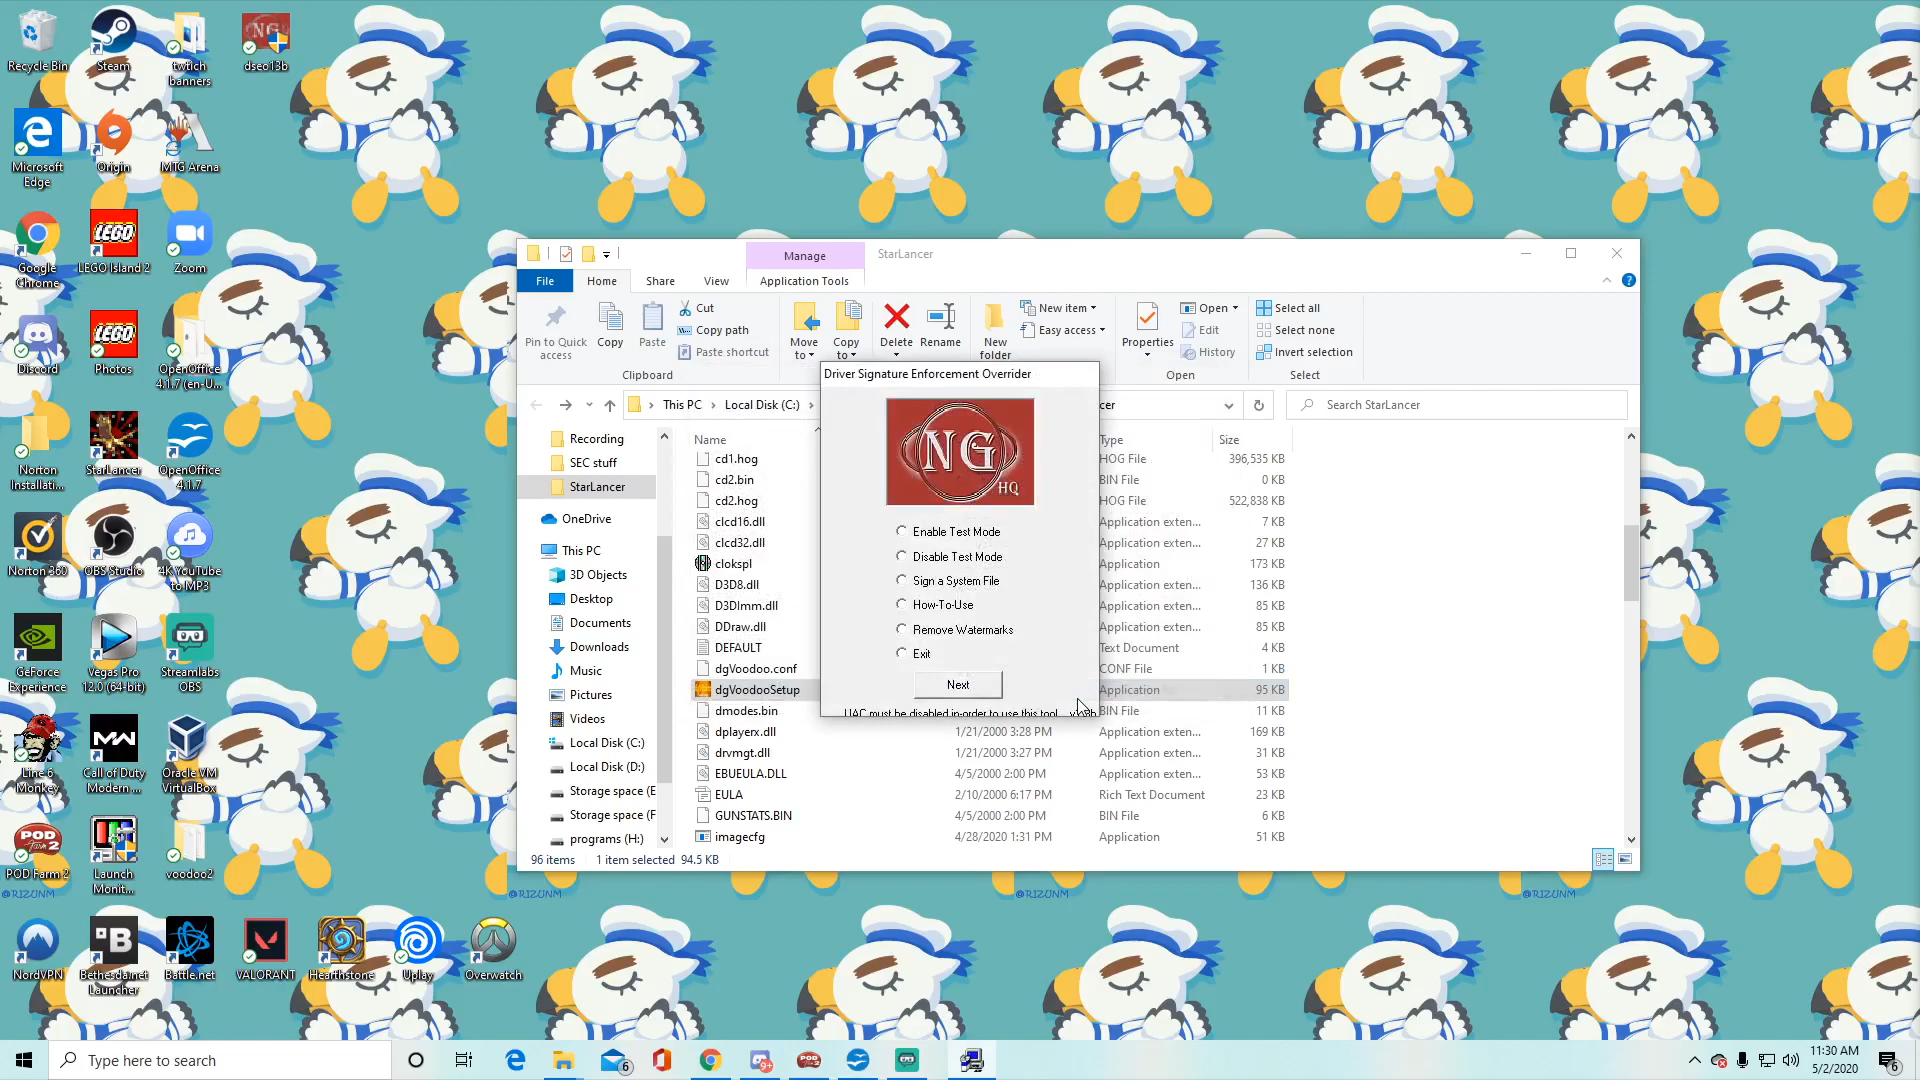 Recycle Bin
Steam
twtich
banners
NG
dseo13b
Microsoft
Edge
Origin
MTG Arena
Google
Chrome
LEGO
LEGO Island 2
Zoom
Discord
LEGO
Photos
OpenOffice
4.1.7 (en-U...
Norton
Installati...
StarLancer
OpenOffice
4.1.7
Norton 360
OBS Studio
4K YouTube
to MP3
GeForce
Experience
Vegas Pro
12.0 (64-bit)
Streamlabs
OBS
Line 6
Monkey
Call of Duty
Modern ...
Oracle VM
VirtualBox
POD Farm 2
Launch
Monit...
voodoo2
@RIZUNM
@RIZUNM
@RIZUNM
@RIZUNM
NordVPN
Bethesda.net
Launcher
Battle.net
VALORANT
Hearthstone
Uplay
Overwatch
Manage
StarLancer
File
Home
Share
View
Application Tools
Pin to Quick
access
Copy
Paste
Cut
Copy path
Paste shortcut
Clipboard
Move
to
Copy
to
Delete
Rename
New
folder
New item
Easy access
Properties
Open
Edit
History
Open
Select all
Select none
Invert selection
Select
This PC
Local Disk (C:)
cer
Search StarLancer
Recording
SEC stuff
StarLancer
OneDrive
This PC
3D Objects
Desktop
Documents
Downloads
Music
Pictures
Videos
Local Disk (C:)
Local Disk (D:)
Storage space (E
Storage space (F
programs (H:)
Name
Type
Size
cd1.hog HOG File 396,535 KB
cd2.bin BIN File 0 KB
cd2.hog HOG File 522,838 KB
clcd16.dll Application exten... 7 KB
clcd32.dll Application exten... 27 KB
clokspl Application 173 KB
D3D8.dll Application exten... 136 KB
D3DImm.dll Application exten... 85 KB
DDraw.dll Application exten... 85 KB
DEFAULT Text Document 4 KB
dgVoodoo.conf CONF File 1 KB
dgVoodooSetup Application 95 KB
dmodes.bin BIN File 11 KB
dplayerx.dll 1/21/2000 3:28 PM Application exten... 169 KB
drvmgt.dll 1/21/2000 3:27 PM Application exten... 31 KB
EBUEULA.DLL 4/5/2000 2:00 PM Application exten... 53 KB
EULA 2/10/2000 6:17 PM Rich Text Document 23 KB
GUNSTATS.BIN 4/5/2000 2:00 PM BIN File 6 KB
imagecfg 4/28/2020 1:31 PM Application 51 KB
96 items 1 item selected 94.5 KB
Driver Signature Enforcement Overrider
NG
HQ
Enable Test Mode
Disable Test Mode
Sign a System File
How-To-Use
Remove Watermarks
Exit
Next
UAC must be disabled in-order to use this tool
Type here to search
6
11:30 AM
5/2/2020
6